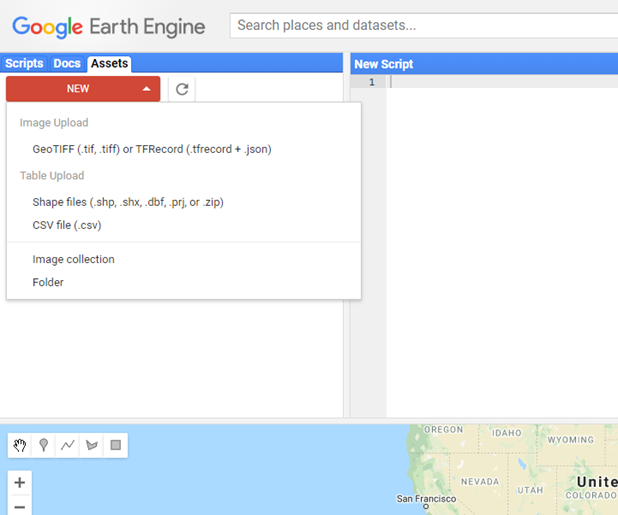 Google Earth Engine
Search places and datasets...
Scripts Docs Assets
NEW
Image Upload
GeoTIFF (.tif, .tiff) or TFRecord (.tfrecord + .json)
Table Upload
Shape files (.shp, .shx, .dbf, .prj, or .zip)
CSV file (.csv)
Image collection
Folder
New Script
1
OREGON
IDAHO
WYOMING
NEVADA
UTAH
Unite
COLORADO
San Francisco
+
−